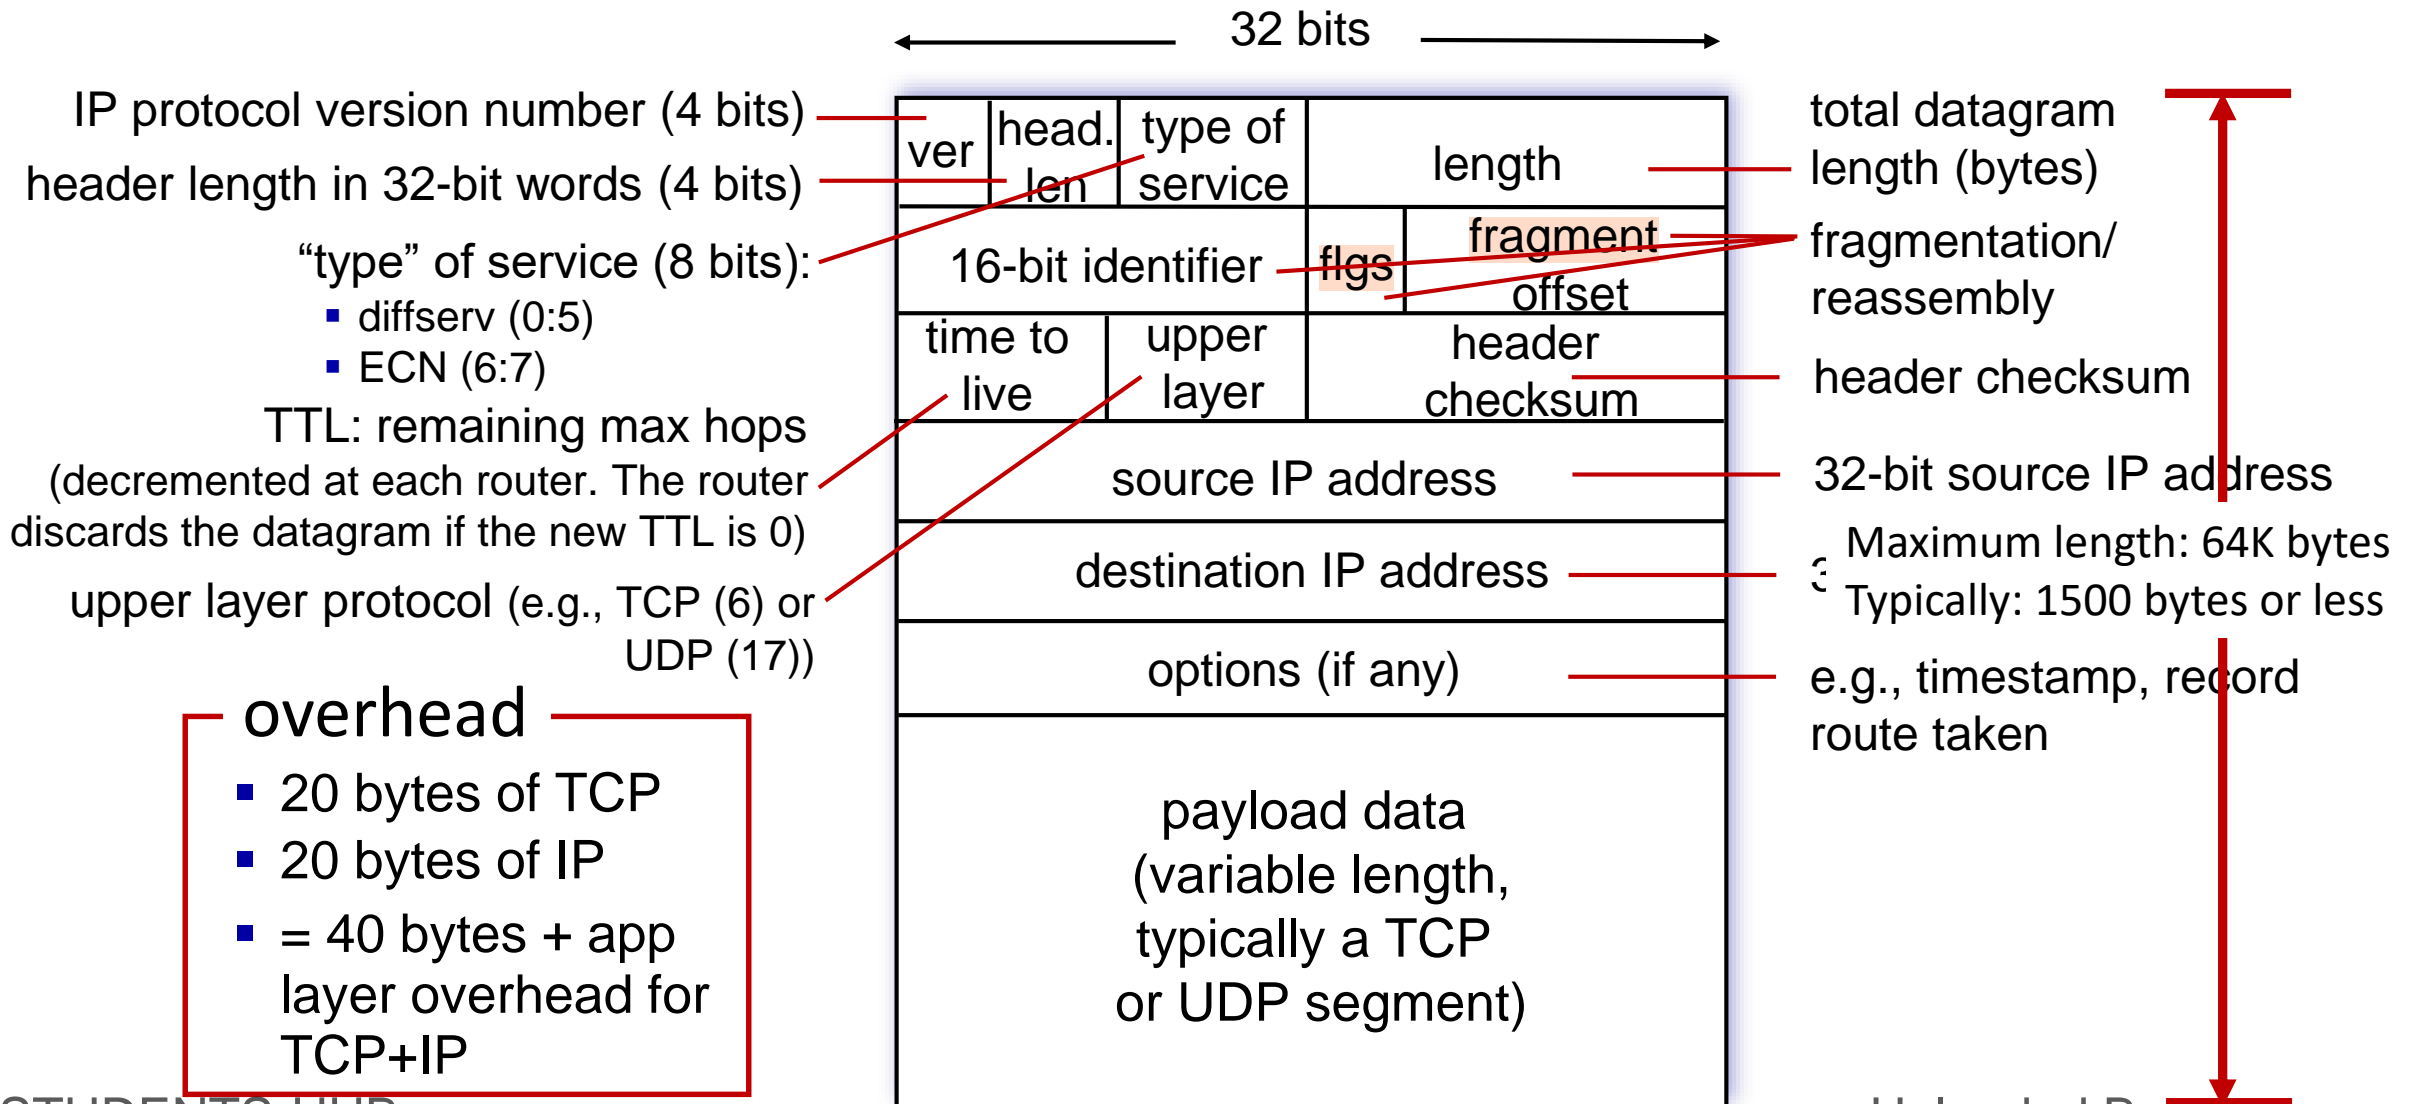 32 bits
IP protocol version number (4 bits)
header length in 32-bit words (4 bits)
“type” of service (8 bits):
▪ diffserv (0:5)
▪ ECN (6:7)
TTL: remaining max hops
(decremented at each router. The router
discards the datagram if the new TTL is 0)
upper layer protocol (e.g., TCP (6) or
UDP (17))
overhead
▪ 20 bytes of TCP
▪ 20 bytes of IP
▪ = 40 bytes + app
layer overhead for
TCP+IP
ver
head.
len
type of
service
length
16-bit identifier
flgs
fragment
offset
time to
live
upper
layer
header
checksum
source IP address
destination IP address
options (if any)
payload data
(variable length,
typically a TCP
or UDP segment)
total datagram
length (bytes)
fragmentation/
reassembly
header checksum
32-bit source IP address
Maximum length: 64K bytes
Typically: 1500 bytes or less
e.g., timestamp, record
route taken